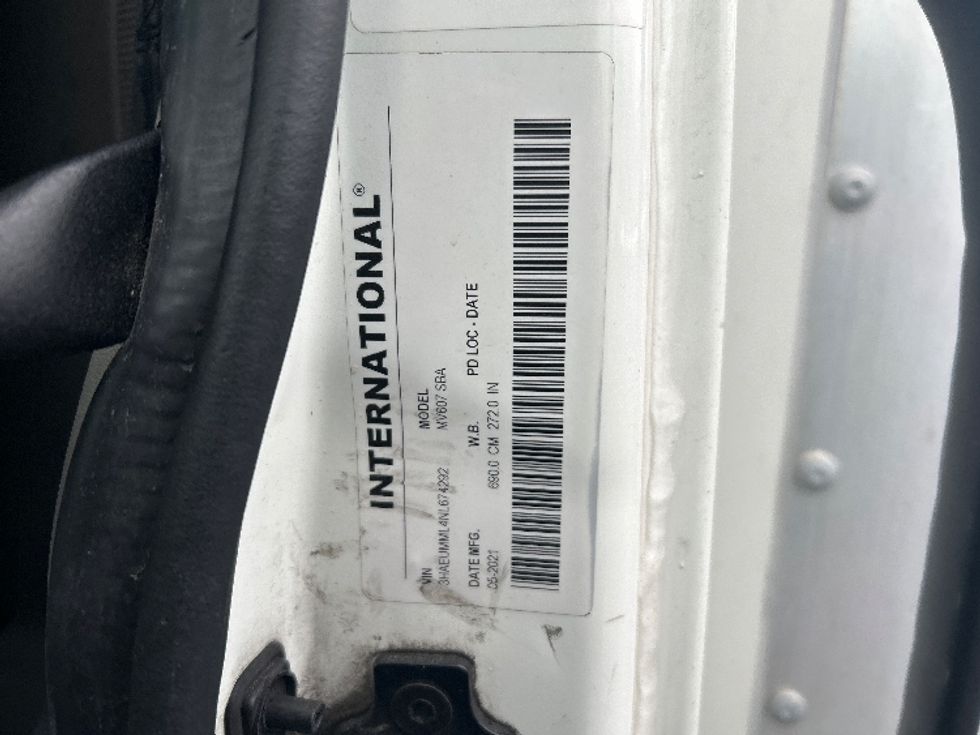 INTERNATIONAL®
VIN MODEL
3HAEUMML4NL674292 MV607 SBA
DATE MFG. W.B. PD LOC - DATE
05-2021 690.0 CM 272.0 IN